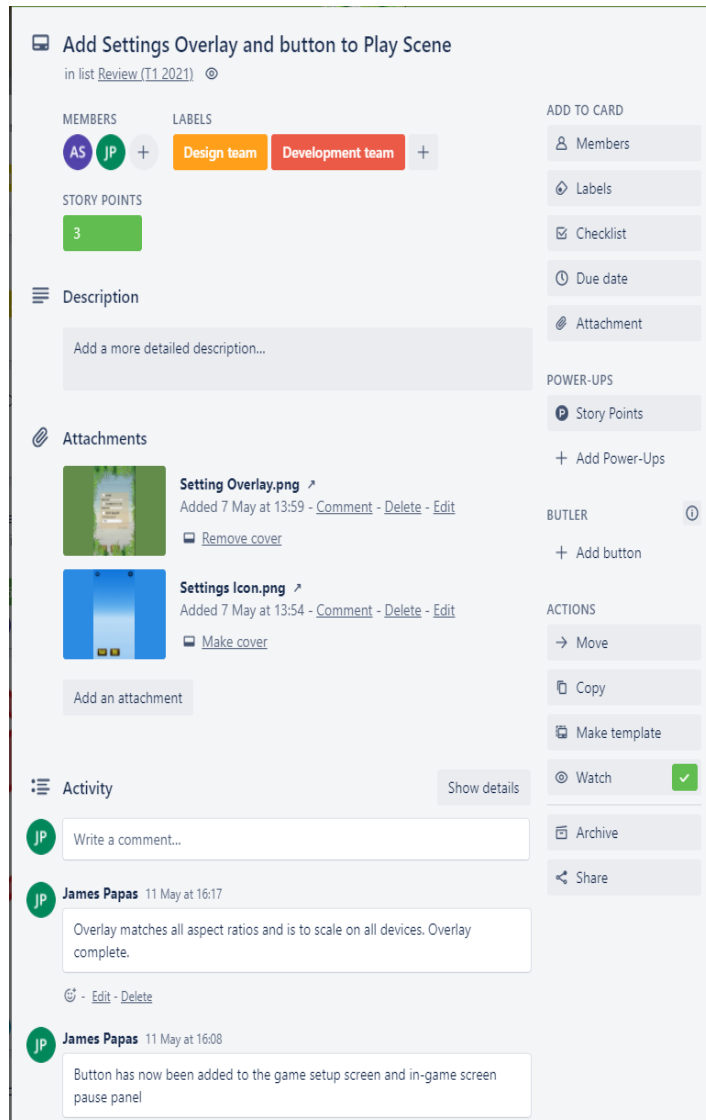 Add Settings Overlay and button to Play Scene
in list Review (T1 2021)
MEMBERS
AS JP +
LABELS
Design team Development team +
STORY POINTS
3
Description
Add a more detailed description...
Attachments
Setting Overlay.png ↗
Added 7 May at 13:59 - Comment - Delete - Edit
Remove cover
Settings Icon.png ↗
Added 7 May at 13:54 - Comment - Delete - Edit
Make cover
Add an attachment
Activity
Show details
JP
Write a comment...
JP
James Papas 11 May at 16:17
Overlay matches all aspect ratios and is to scale on all devices. Overlay
complete.
- Edit - Delete
JP
James Papas 11 May at 16:08
Button has now been added to the game setup screen and in-game screen
pause panel
ADD TO CARD
Members
Labels
Checklist
Due date
Attachment
POWER-UPS
Story Points
+ Add Power-Ups
BUTLER
+ Add button
ACTIONS
→ Move
Copy
Make template
Watch
Archive
Share